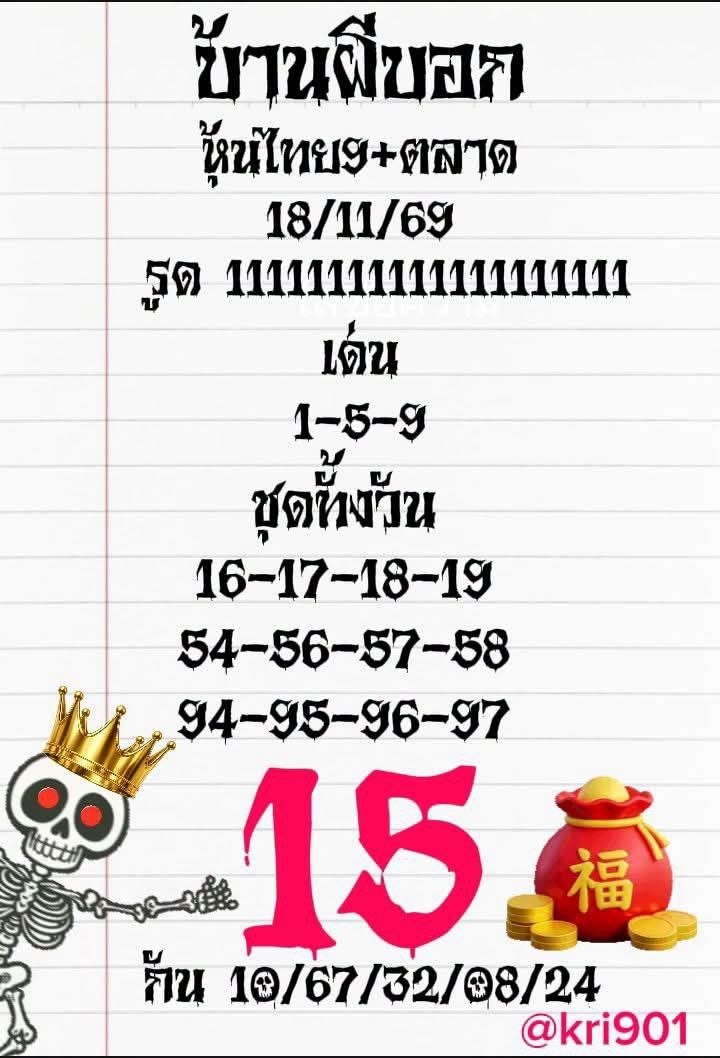 บ้านผีบอก
หุ้นไทย9+ตลาด
18/11/69
รูด 11111111111111111111
เด่น
1-5-9
ชุดทั้งวัน
16-17-18-19
54-56-57-58
94-95-96-97
15
福
กัน 10/67/32/08/24
@kri901